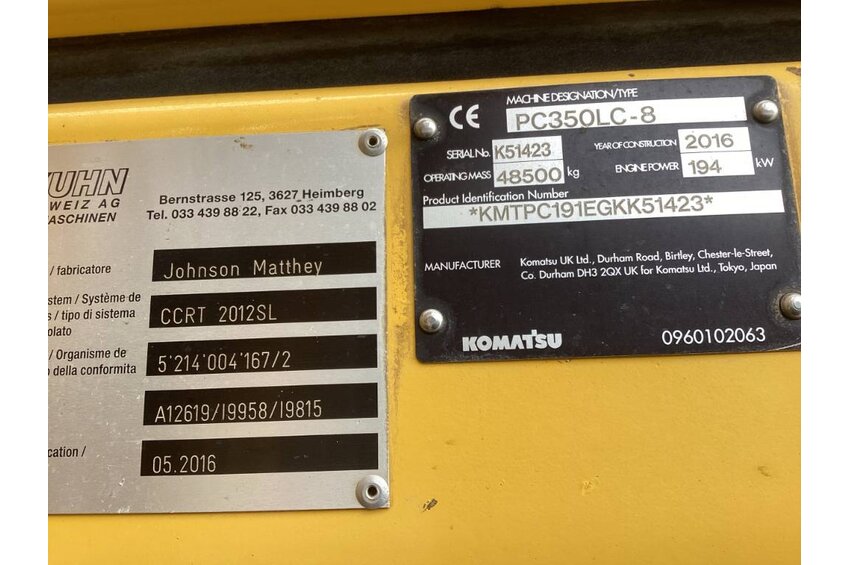 KUHN
WEIZ AG
MASCHINEN
Bernstrasse 125, 3627 Heimberg
Tel. 033 439 88 22, Fax 033 439 88 02
/ fabricatore
Johnson Matthey
stem / Système de
s / tipo di sistema
olato
CCRT 2012SL
/ Organisme de
o della conformita
5'214'004'167/2
A12619/19958/19815
cation /
05.2016
CE
MACHINE DESIGNATION/TYPE
PC350LC-8
SERIAL No. K51423 YEAR OF CONSTRUCTION 2016
OPERATING MASS 48500 kg ENGINE POWER 194 kW
Product Identification Number
*KMTPC191EGKK51423*
MANUFACTURER Komatsu UK Ltd., Durham Road, Birtley, Chester-le-Street,
Co. Durham DH3 2QX UK for Komatsu Ltd., Tokyo, Japan
KOMATSU 0960102063